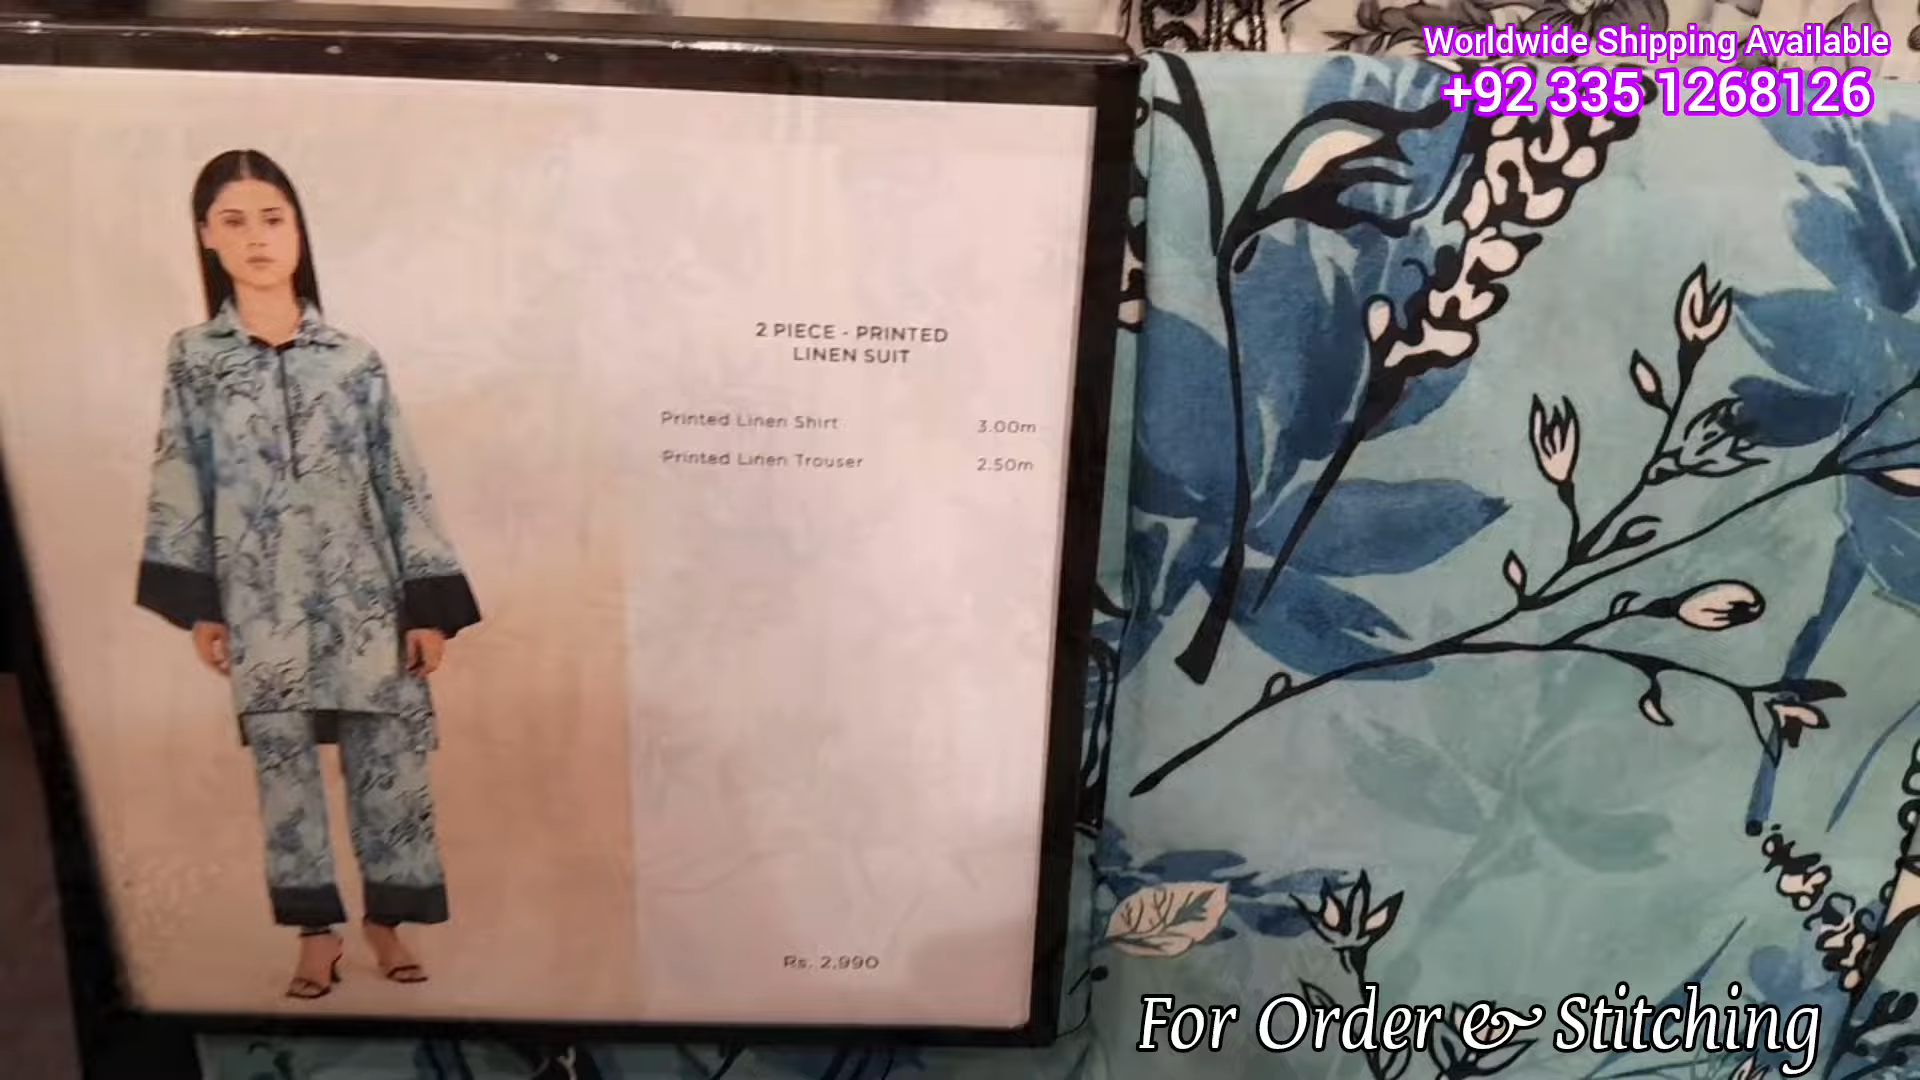 Worldwide Shipping Available
+92 335 1268126
2 PIECE - PRINTED
LINEN SUIT
Printed Linen Shirt 3.00m
Printed Linen Trouser 2.50m
Rs. 2,990
For Order & Stitching